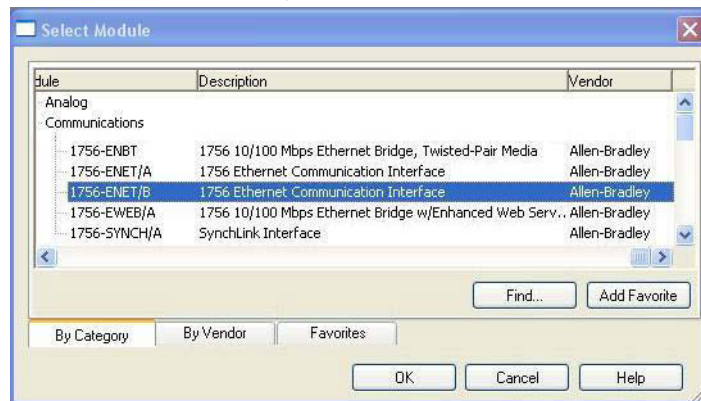 Select Module
dule Description Vendor
Analog
Communications
1756-ENBT 1756 10/100 Mbps Ethernet Bridge, Twisted-Pair Media Allen-Bradley
1756-ENET/A 1756 Ethernet Communication Interface Allen-Bradley
1756-ENET/B 1756 Ethernet Communication Interface Allen-Bradley
1756-EWEB/A 1756 10/100 Mbps Ethernet Bridge w/Enhanced Web Serv.. Allen-Bradley
1756-SYNCH/A SynchLink Interface Allen-Bradley
Find... Add Favorite
By Category By Vendor Favorites
OK Cancel Help